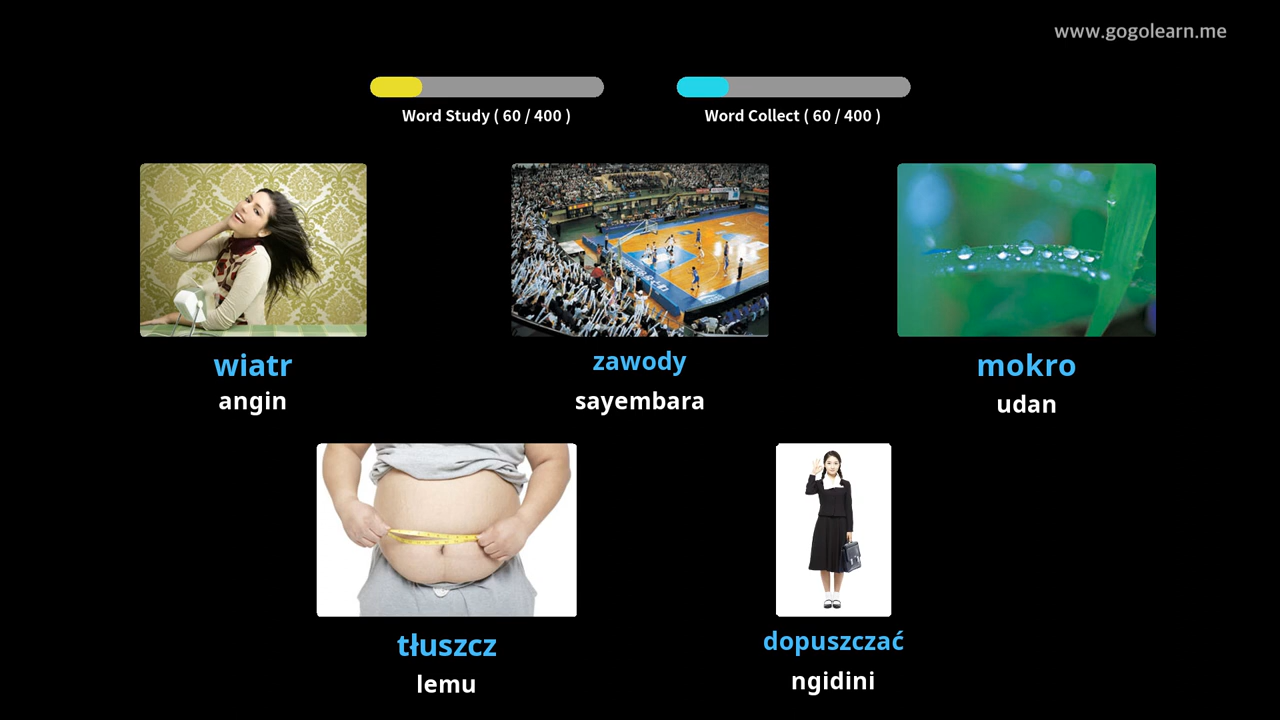 www.gogolearn.me
Word Study ( 60 / 400 )
Word Collect ( 60 / 400 )
wiatr
angin
zawody
sayembara
mokro
udan
tłuszcz
lemu
dopuszczać
ngidini